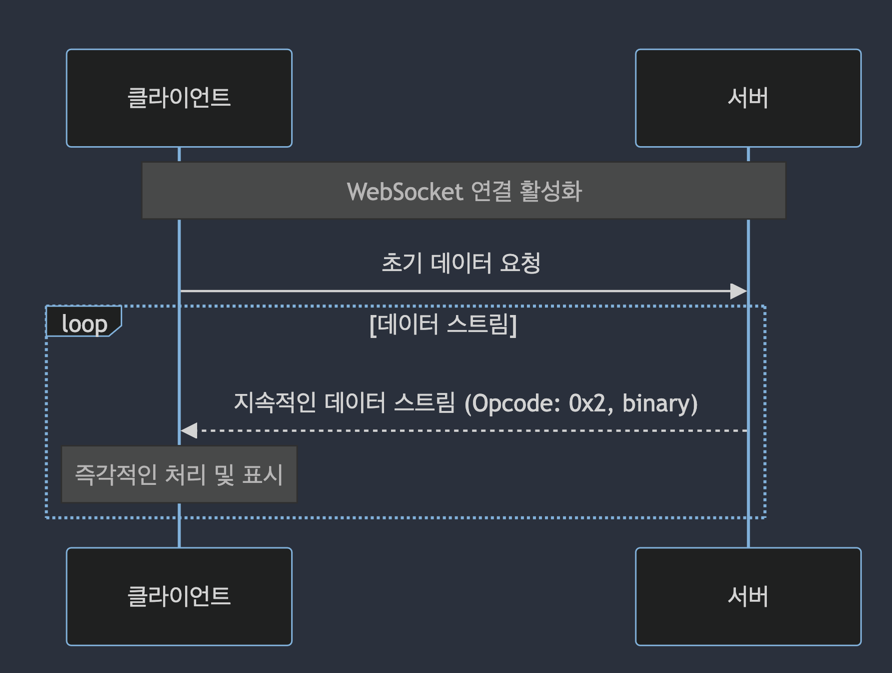 클라이언트
서버
WebSocket 연결 활성화
초기 데이터 요청
loop
[데이터 스트림]
지속적인 데이터 스트림 (Opcode: 0x2, binary)
즉각적인 처리 및 표시
클라이언트
서버